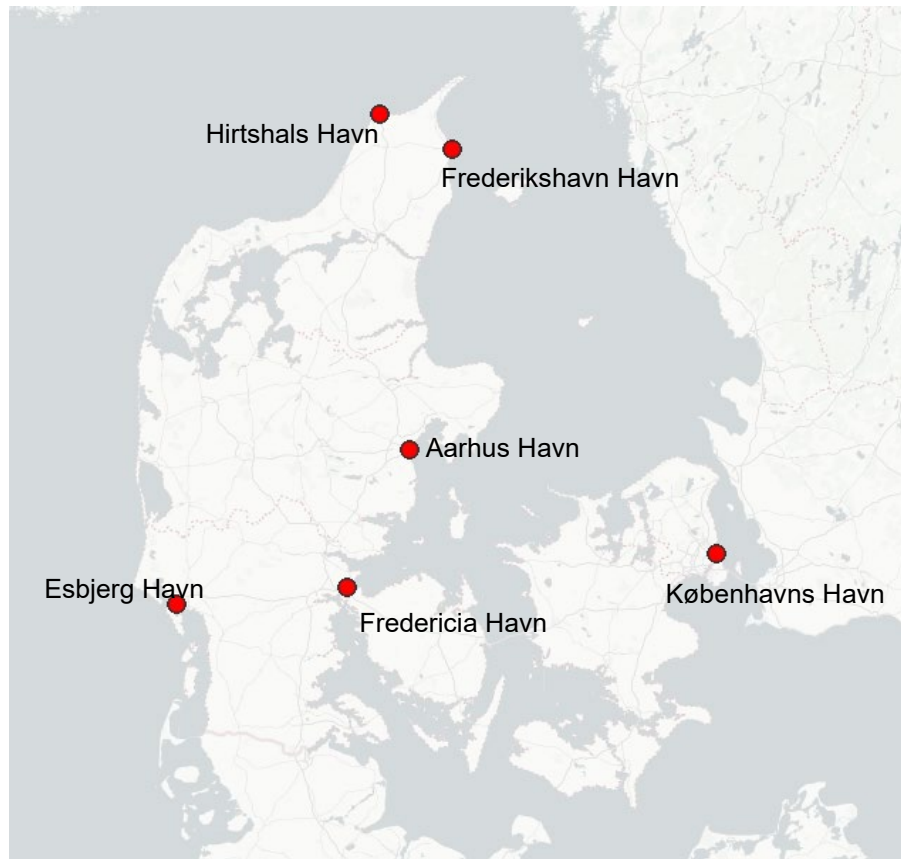 Hirtshals Havn
Frederikshavn Havn
Aarhus Havn
Esbjerg Havn
Københavns Havn
Fredericia Havn